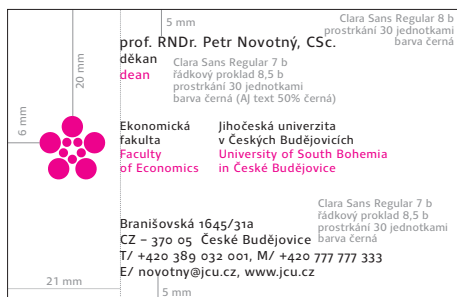 5 mm
Clara Sans Regular 8 b
prostrkání 30 jednotkami
barva černá
prof. RNDr. Petr Novotný, CSc.
děkan
dean
Clara Sans Regular 7 b
řádkový proklad 8,5 b
prostrkání 30 jednotkami
barva černá (AJ text 50% černá)
20 mm
6 mm
Ekonomická
fakulta
Faculty
of Economics
Jihočeská univerzita
v Českých Budějovicích
University of South Bohemia
in České Budějovice
Clara Sans Regular 7 b
řádkový proklad 8,5 b
prostrkání 30 jednotkami
barva černá
Branišovská 1645/31a
CZ – 370 05 České Budějovice
T/ +420 389 032 001, M/ +420 777 777 333
E/ novotny@jcu.cz, www.jcu.cz
21 mm
5 mm